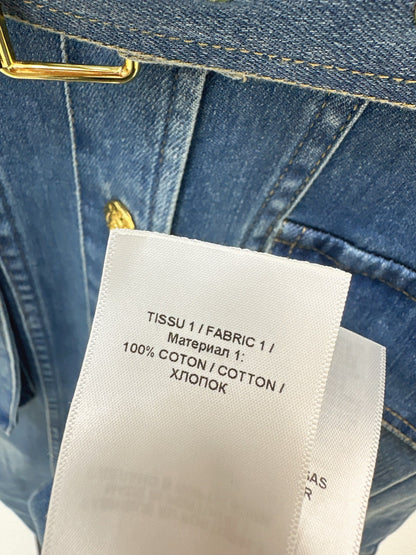 TISSU 1 / FABRIC 1 /
Материал 1:
100% COTON / COTTON /
ХЛОПОК